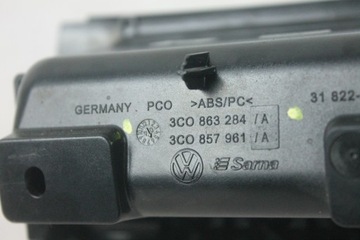 GERMANY PCO >ABS/PC< 31 822-
3C0 863 284 /A
3C0 857 961 /A
Sarna